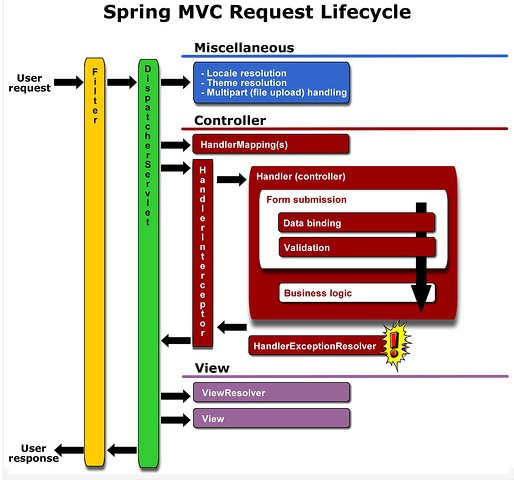 Spring MVC Request Lifecycle
Miscellaneous
User
request
Filter
DispatcherServlet
- Locale resolution
- Theme resolution
- Multipart (file upload) handling
Controller
HandlerMapping(s)
HandlerInterceptor
Handler (controller)
Form submission
Data binding
Validation
Business logic
HandlerExceptionResolver
!
View
ViewResolver
View
User
response